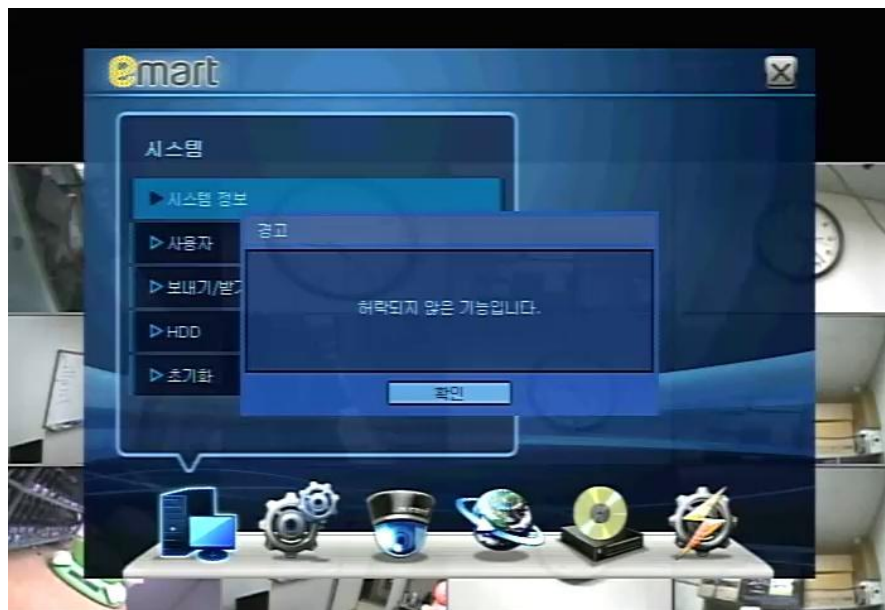 emart
시스템
시스템 정보
사용자
보내기/받기
HDD
초기화
경고
허락되지 않은 기능입니다.
확인